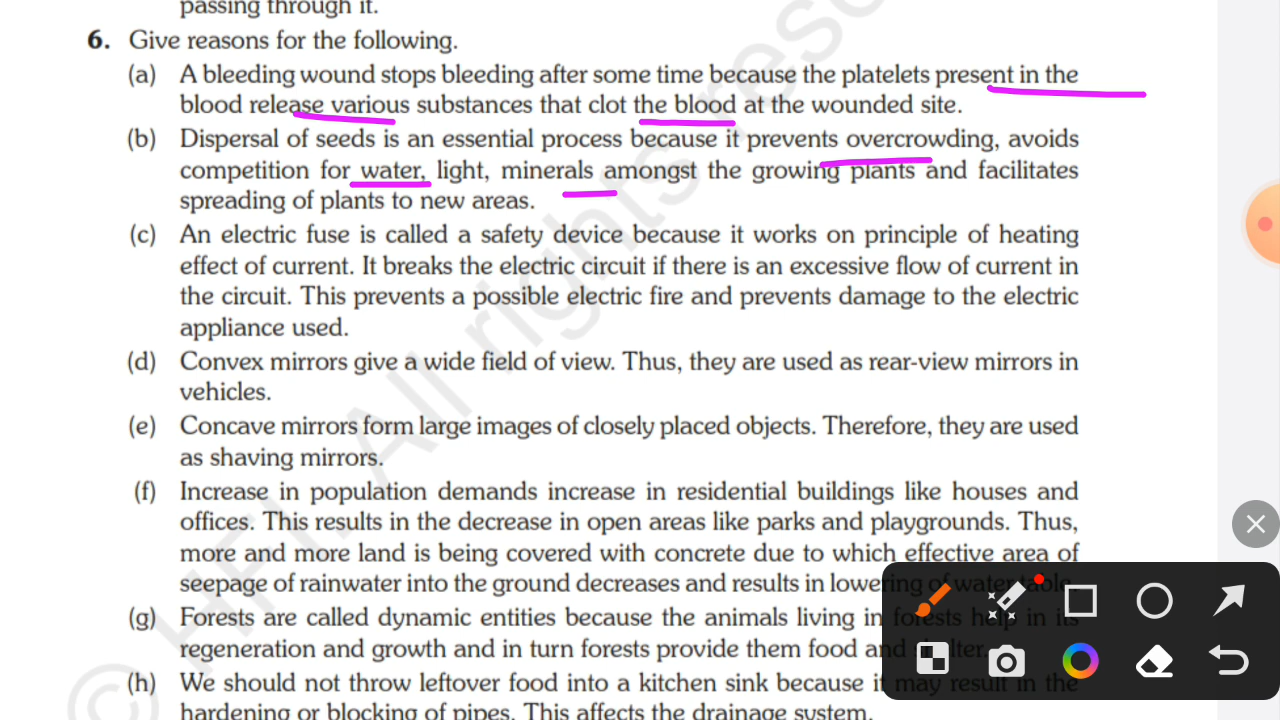 passing through it.
6. Give reasons for the following.
(a) A bleeding wound stops bleeding after some time because the platelets present in the
blood release various substances that clot the blood at the wounded site.
(b) Dispersal of seeds is an essential process because it prevents overcrowding, avoids
competition for water, light, minerals amongst the growing plants and facilitates
spreading of plants to new areas.
(c) An electric fuse is called a safety device because it works on principle of heating
effect of current. It breaks the electric circuit if there is an excessive flow of current in
the circuit. This prevents a possible electric fire and prevents damage to the electric
appliance used.
(d) Convex mirrors give a wide field of view. Thus, they are used as rear-view mirrors in
vehicles.
(e) Concave mirrors form large images of closely placed objects. Therefore, they are used
as shaving mirrors.
(f) Increase in population demands increase in residential buildings like houses and
offices. This results in the decrease in open areas like parks and playgrounds. Thus,
more and more land is being covered with concrete due to which effective area of
seepage of rainwater into the ground decreases and results in lowering of water table.
(g) Forests are called dynamic entities because the animals living in forests help in its
regeneration and growth and in turn forests provide them food and shelter.
(h) We should not throw leftover food into a kitchen sink because it may result in the
hardening or blocking of pipes. This affects the drainage system.
© HFI. All rights rese